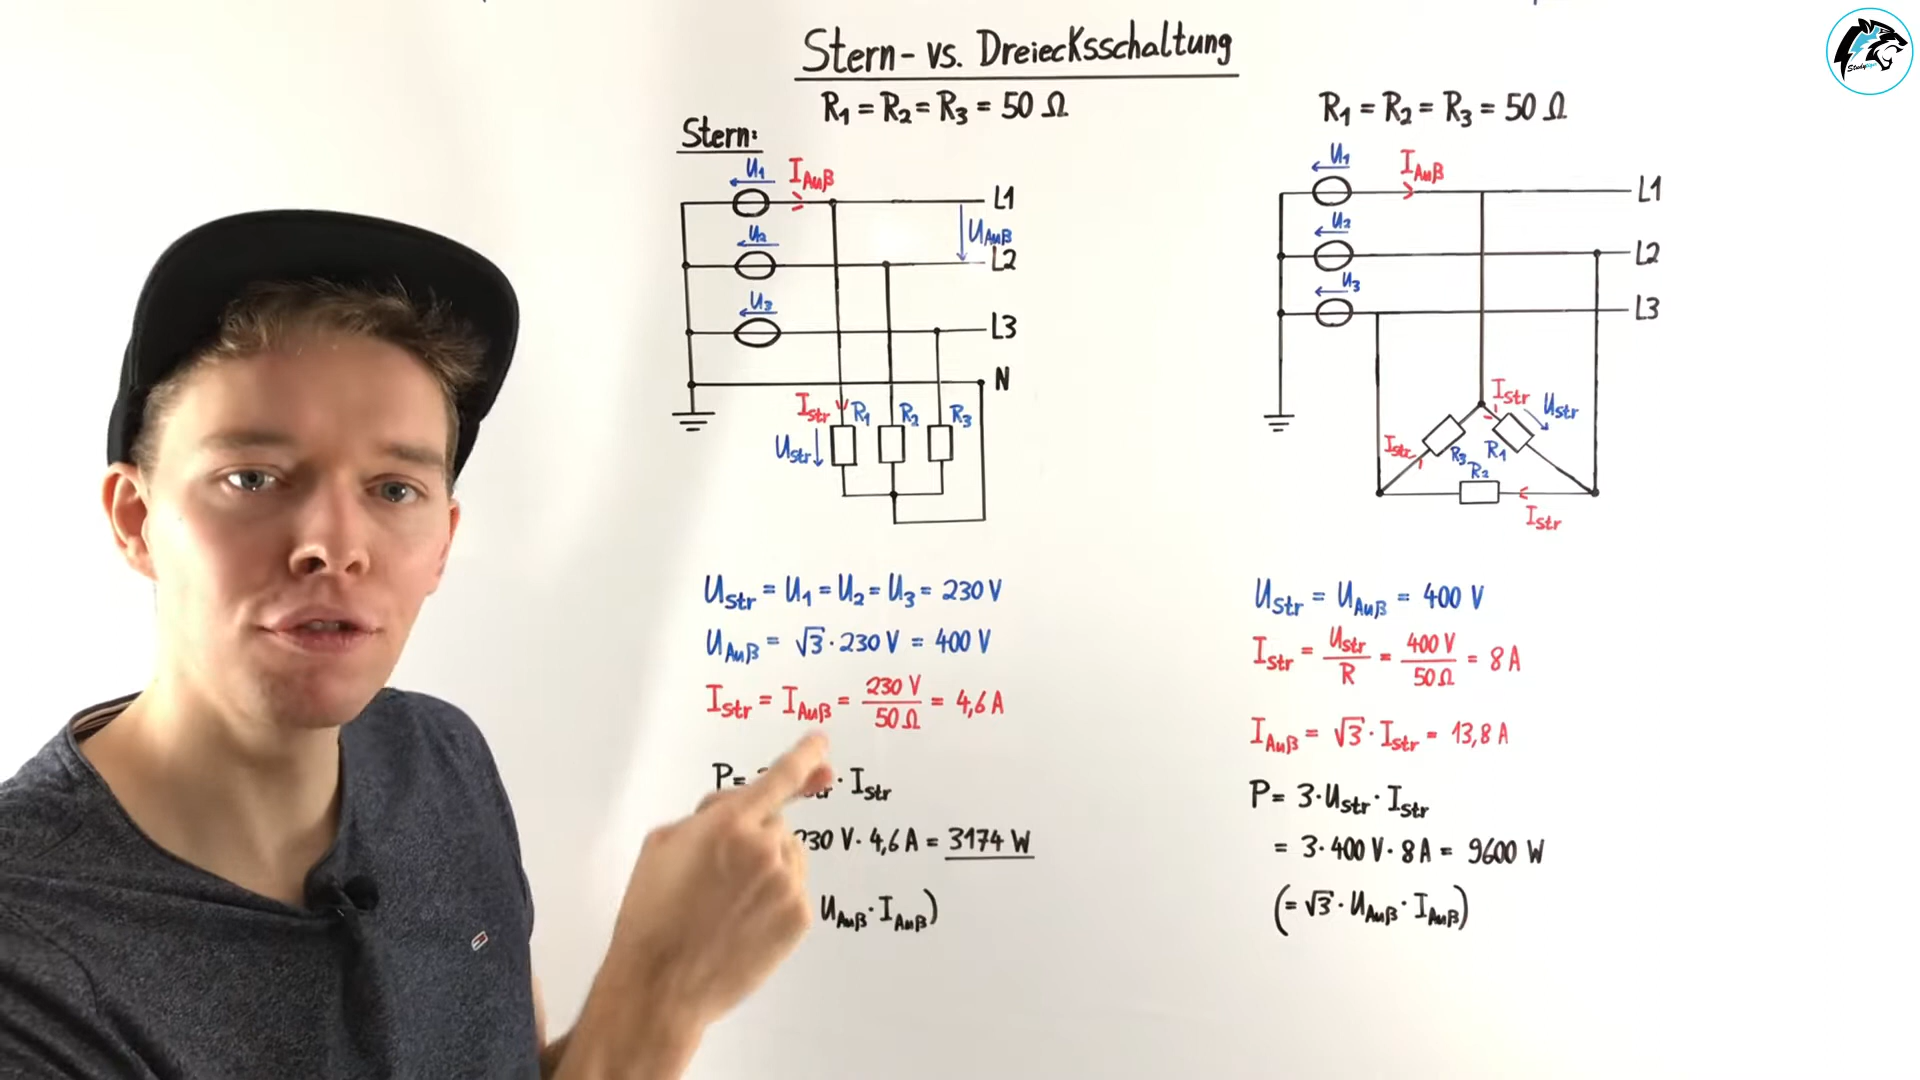 Stern- vs. Dreiecksschaltung
R1 = R2 = R3 = 50 Ω
Stern:
U1
IAuß
L1
U2
UAuß
L2
U3
L3
N
IStr
R1
R2
R3
UStr
UStr = U1 = U2 = U3 = 230 V
UAuß = √3 · 230 V = 400 V
IStr = IAuß = 230 V / 50 Ω = 4,6 A
P = · IStr
230 V · 4,6 A = 3174 W
UAuß · IAuß)
R1 = R2 = R3 = 50 Ω
U1
IAuß
L1
U2
L2
U3
L3
IStr
UStr
IStr
R3
R1
R2
IStr
UStr = UAuß = 400 V
IStr = UStr / R = 400 V / 50 Ω = 8 A
IAuß = √3 · IStr = 13,8 A
P = 3 · UStr · IStr
= 3 · 400 V · 8 A = 9600 W
(= √3 · UAuß · IAuß)